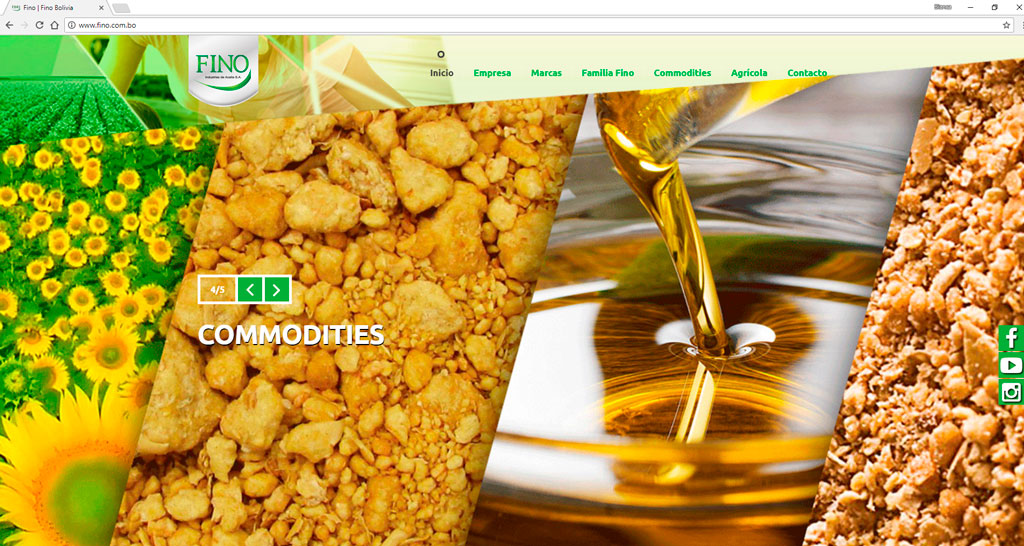 Fino | Fino Bolivia
www.fino.com.bo
FINO
Industrias de Aceite S.A.
Inicio Empresa Marcas Familia Fino Commodities Agrícola Contacto
4/5
COMMODITIES